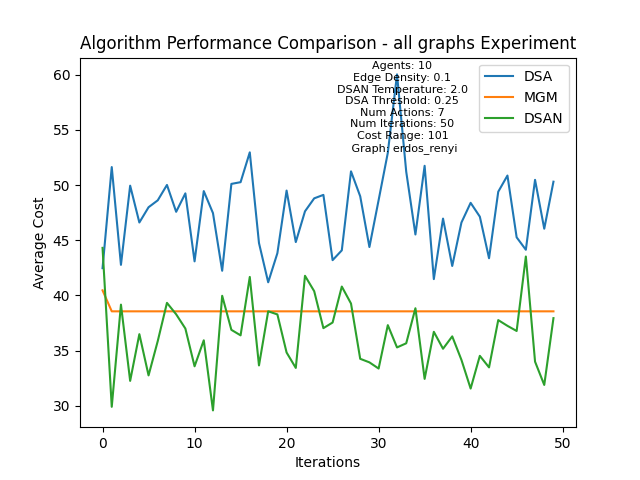 Algorithm Performance Comparison - all graphs Experiment
Agents: 10
Edge Density: 0.1
DSAN Temperature: 2.0
DSA Threshold: 0.25
Num Actions: 7
Num Iterations: 50
Cost Range: 101
Graph: erdos_renyi
DSA
MGM
DSAN
Average Cost
60
55
50
45
40
35
30
0
10
20
30
40
50
Iterations